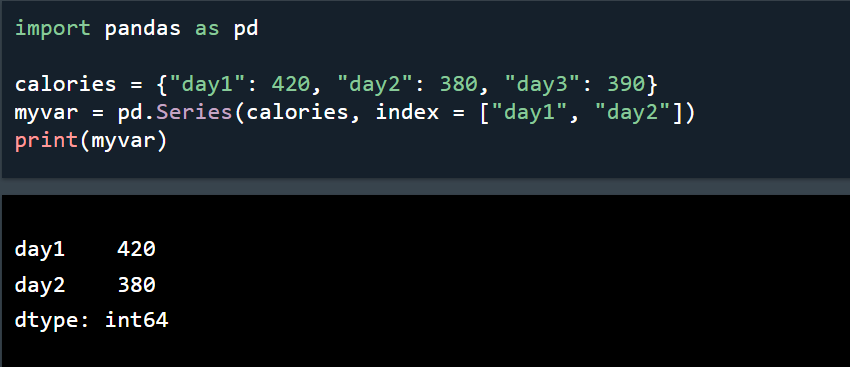 import pandas as pd
calories = {"day1": 420, "day2": 380, "day3": 390}
myvar = pd.Series(calories, index = ["day1", "day2"])
print(myvar)
day1    420
day2    380
dtype: int64